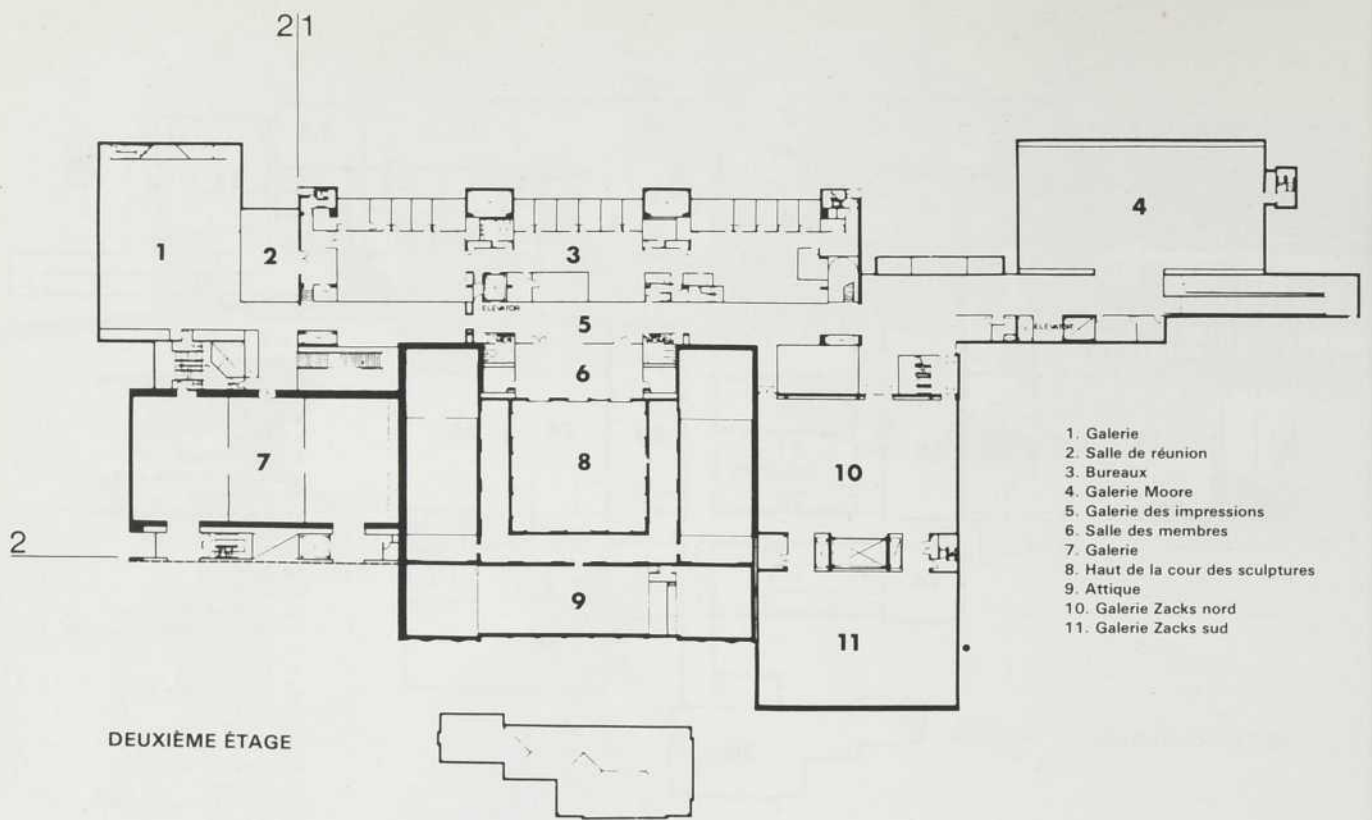 2 1
1
2
3
4
ELEVATOR
5
ELEVATOR
6
7
8
10
2
9
11
1. Galerie
2. Salle de réunion
3. Bureaux
4. Galerie Moore
5. Galerie des impressions
6. Salle des membres
7. Galerie
8. Haut de la cour des sculptures
9. Attique
10. Galerie Zacks nord
11. Galerie Zacks sud
DEUXIÈME ÉTAGE